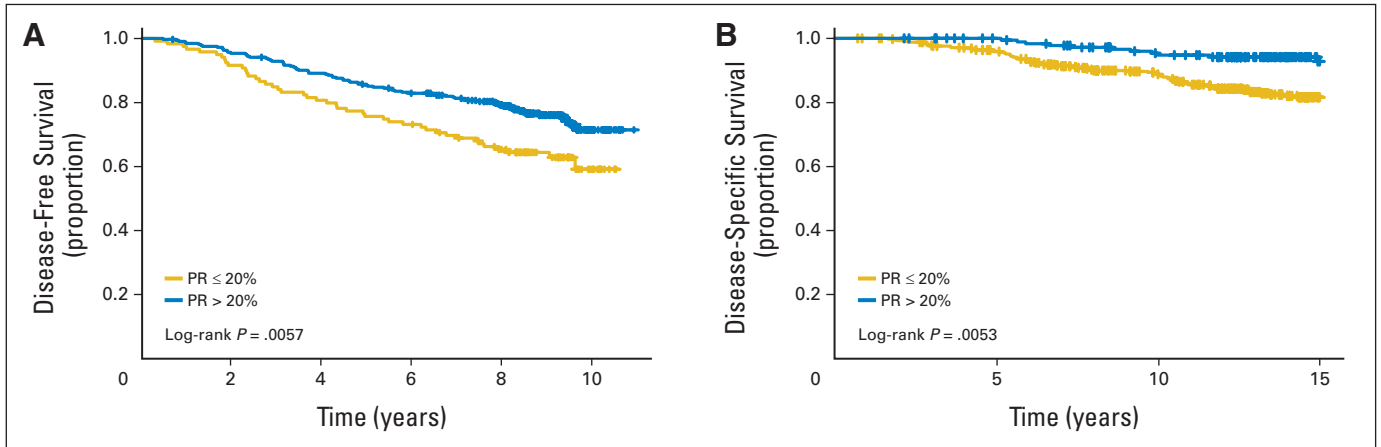 A
Disease-Free Survival
(proportion)
1.0
0.8
0.6
0.4
0.2
0
PR ≤ 20%
PR > 20%
Log-rank P = .0057
2 4 6 8 10
Time (years)
B
Disease-Specific Survival
(proportion)
1.0
0.8
0.6
0.4
0.2
0
PR ≤ 20%
PR > 20%
Log-rank P = .0053
5 10 15
Time (years)